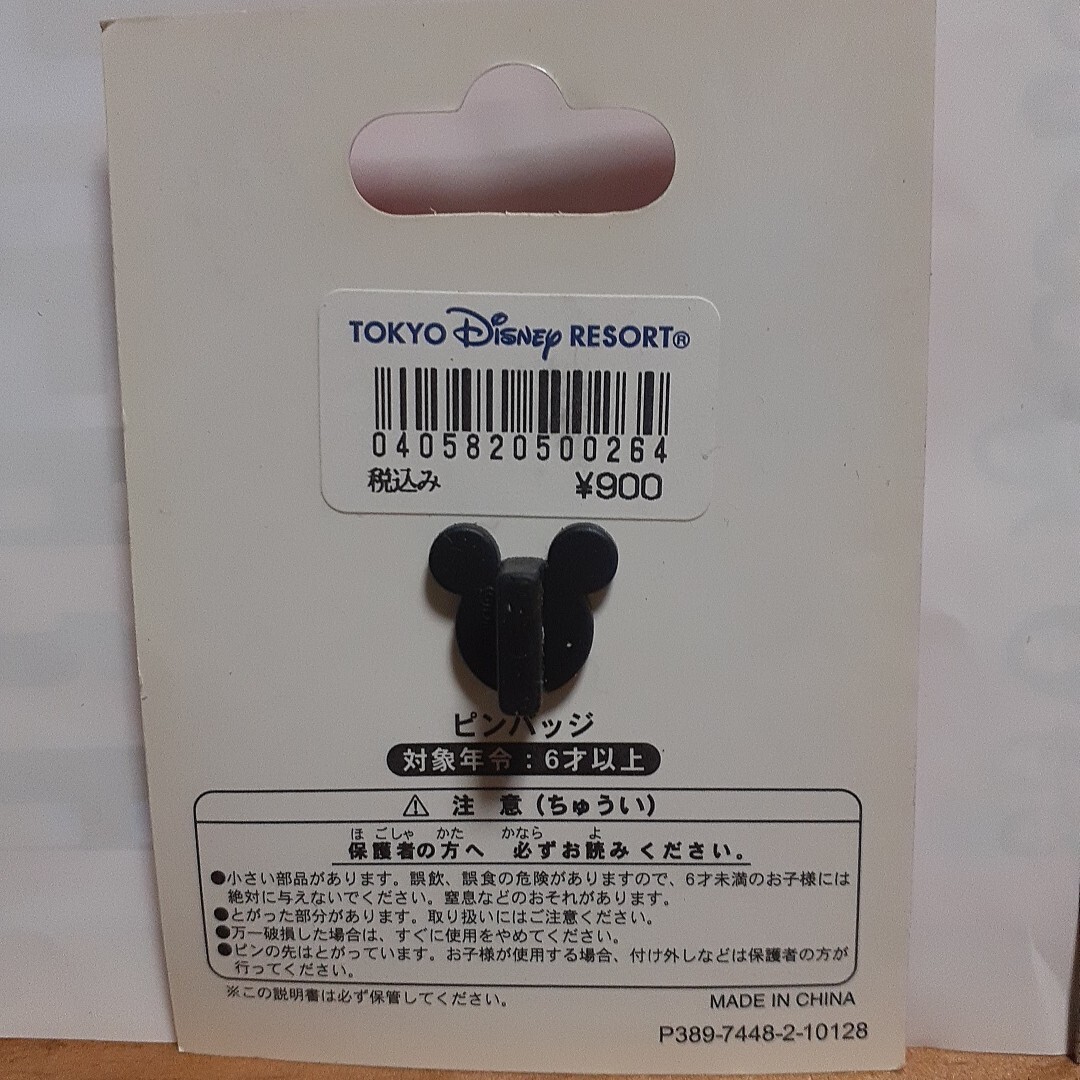 TOKYO Disney RESORT®
0405820500264
税込み ¥900
ピンバッジ
対象年令：6才以上
⚠ 注 意（ちゅうい）
ほ ごしゃ かた かなら よ
保護者の方へ 必ずお読みください。
●小さい部品があります。誤飲、誤食の危険がありますので、6才未満のお子様には
絶対に与えないでください。窒息などのおそれがあります。
●とがった部分があります。取り扱いにはご注意ください。
●万一破損した場合は、すぐに使用をやめてください。
●ピンの先はとがっています。お子様が使用する場合、付け外しなどは保護者の方が
行ってください。
※この説明書は必ず保管してください。
MADE IN CHINA
P389-7448-2-10128